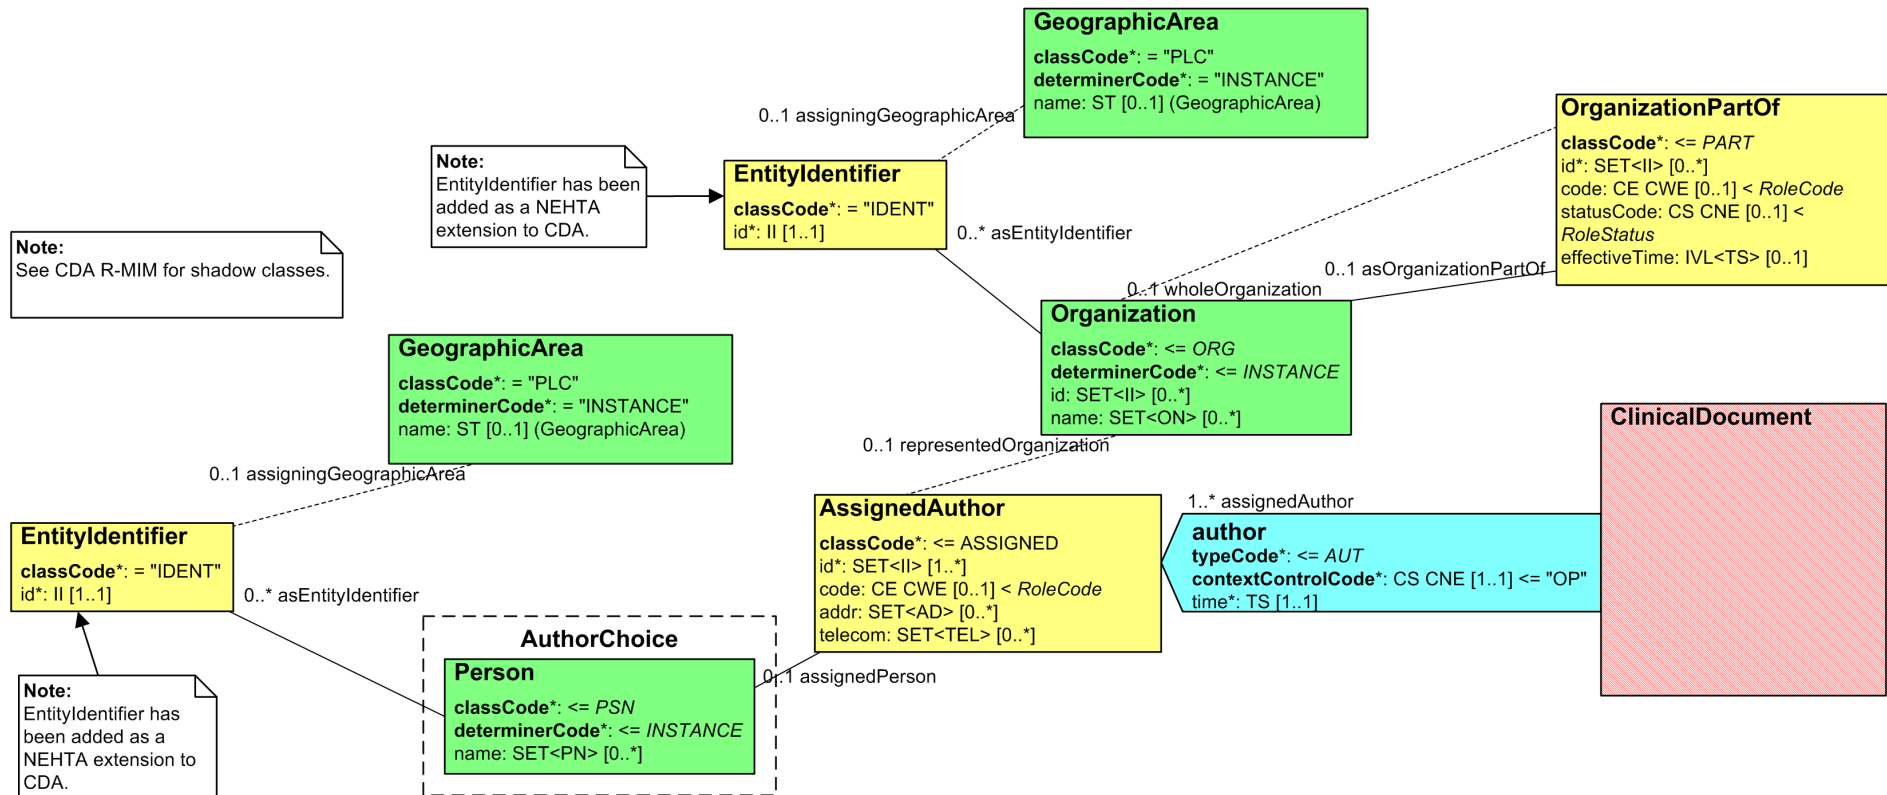 GeographicArea
classCode*: = "PLC"
determinerCode*: = "INSTANCE"
name: ST [0..1] (GeographicArea)
0..1 assigningGeographicArea
OrganizationPartOf
classCode*: <= PART
id*: SET<II> [0..*]
code: CE CWE [0..1] < RoleCode
statusCode: CS CNE [0..1] <
RoleStatus
effectiveTime: IVL<TS> [0..1]
Note:
EntityIdentifier has been
added as a NEHTA
extension to CDA.
EntityIdentifier
classCode*: = "IDENT"
id*: II [1..1]
0..* asEntityIdentifier
Note:
See CDA R-MIM for shadow classes.
0..1 asOrganizationPartOf
0..1 wholeOrganization
Organization
classCode*: <= ORG
determinerCode*: <= INSTANCE
id: SET<II> [0..*]
name: SET<ON> [0..*]
GeographicArea
classCode*: = "PLC"
determinerCode*: = "INSTANCE"
name: ST [0..1] (GeographicArea)
0..1 assigningGeographicArea
0..1 representedOrganization
ClinicalDocument
EntityIdentifier
classCode*: = "IDENT"
id*: II [1..1]
0..* asEntityIdentifier
AssignedAuthor
classCode*: <= ASSIGNED
id*: SET<II> [1..*]
code: CE CWE [0..1] < RoleCode
addr: SET<AD> [0..*]
telecom: SET<TEL> [0..*]
1..* assignedAuthor
author
typeCode*: <= AUT
contextControlCode*: CS CNE [1..1] <= "OP"
time*: TS [1..1]
AuthorChoice
Person
classCode*: <= PSN
determinerCode*: <= INSTANCE
name: SET<PN> [0..*]
0..1 assignedPerson
Note:
EntityIdentifier has
been added as a
NEHTA extension to
CDA.